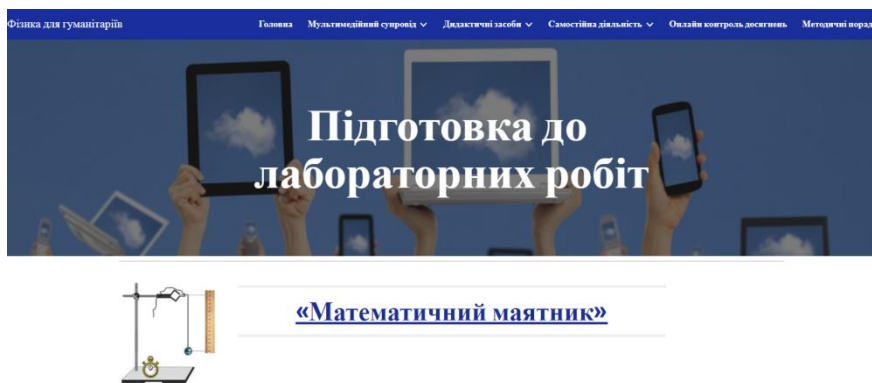 Фізика для гуманітаріїв
Головна Мультимедійний супровід Дидактичні засоби Самостійна діяльність Онлайн контроль досягнень Методичні порад
Підготовка до
лабораторних робіт
«Математичний маятник»